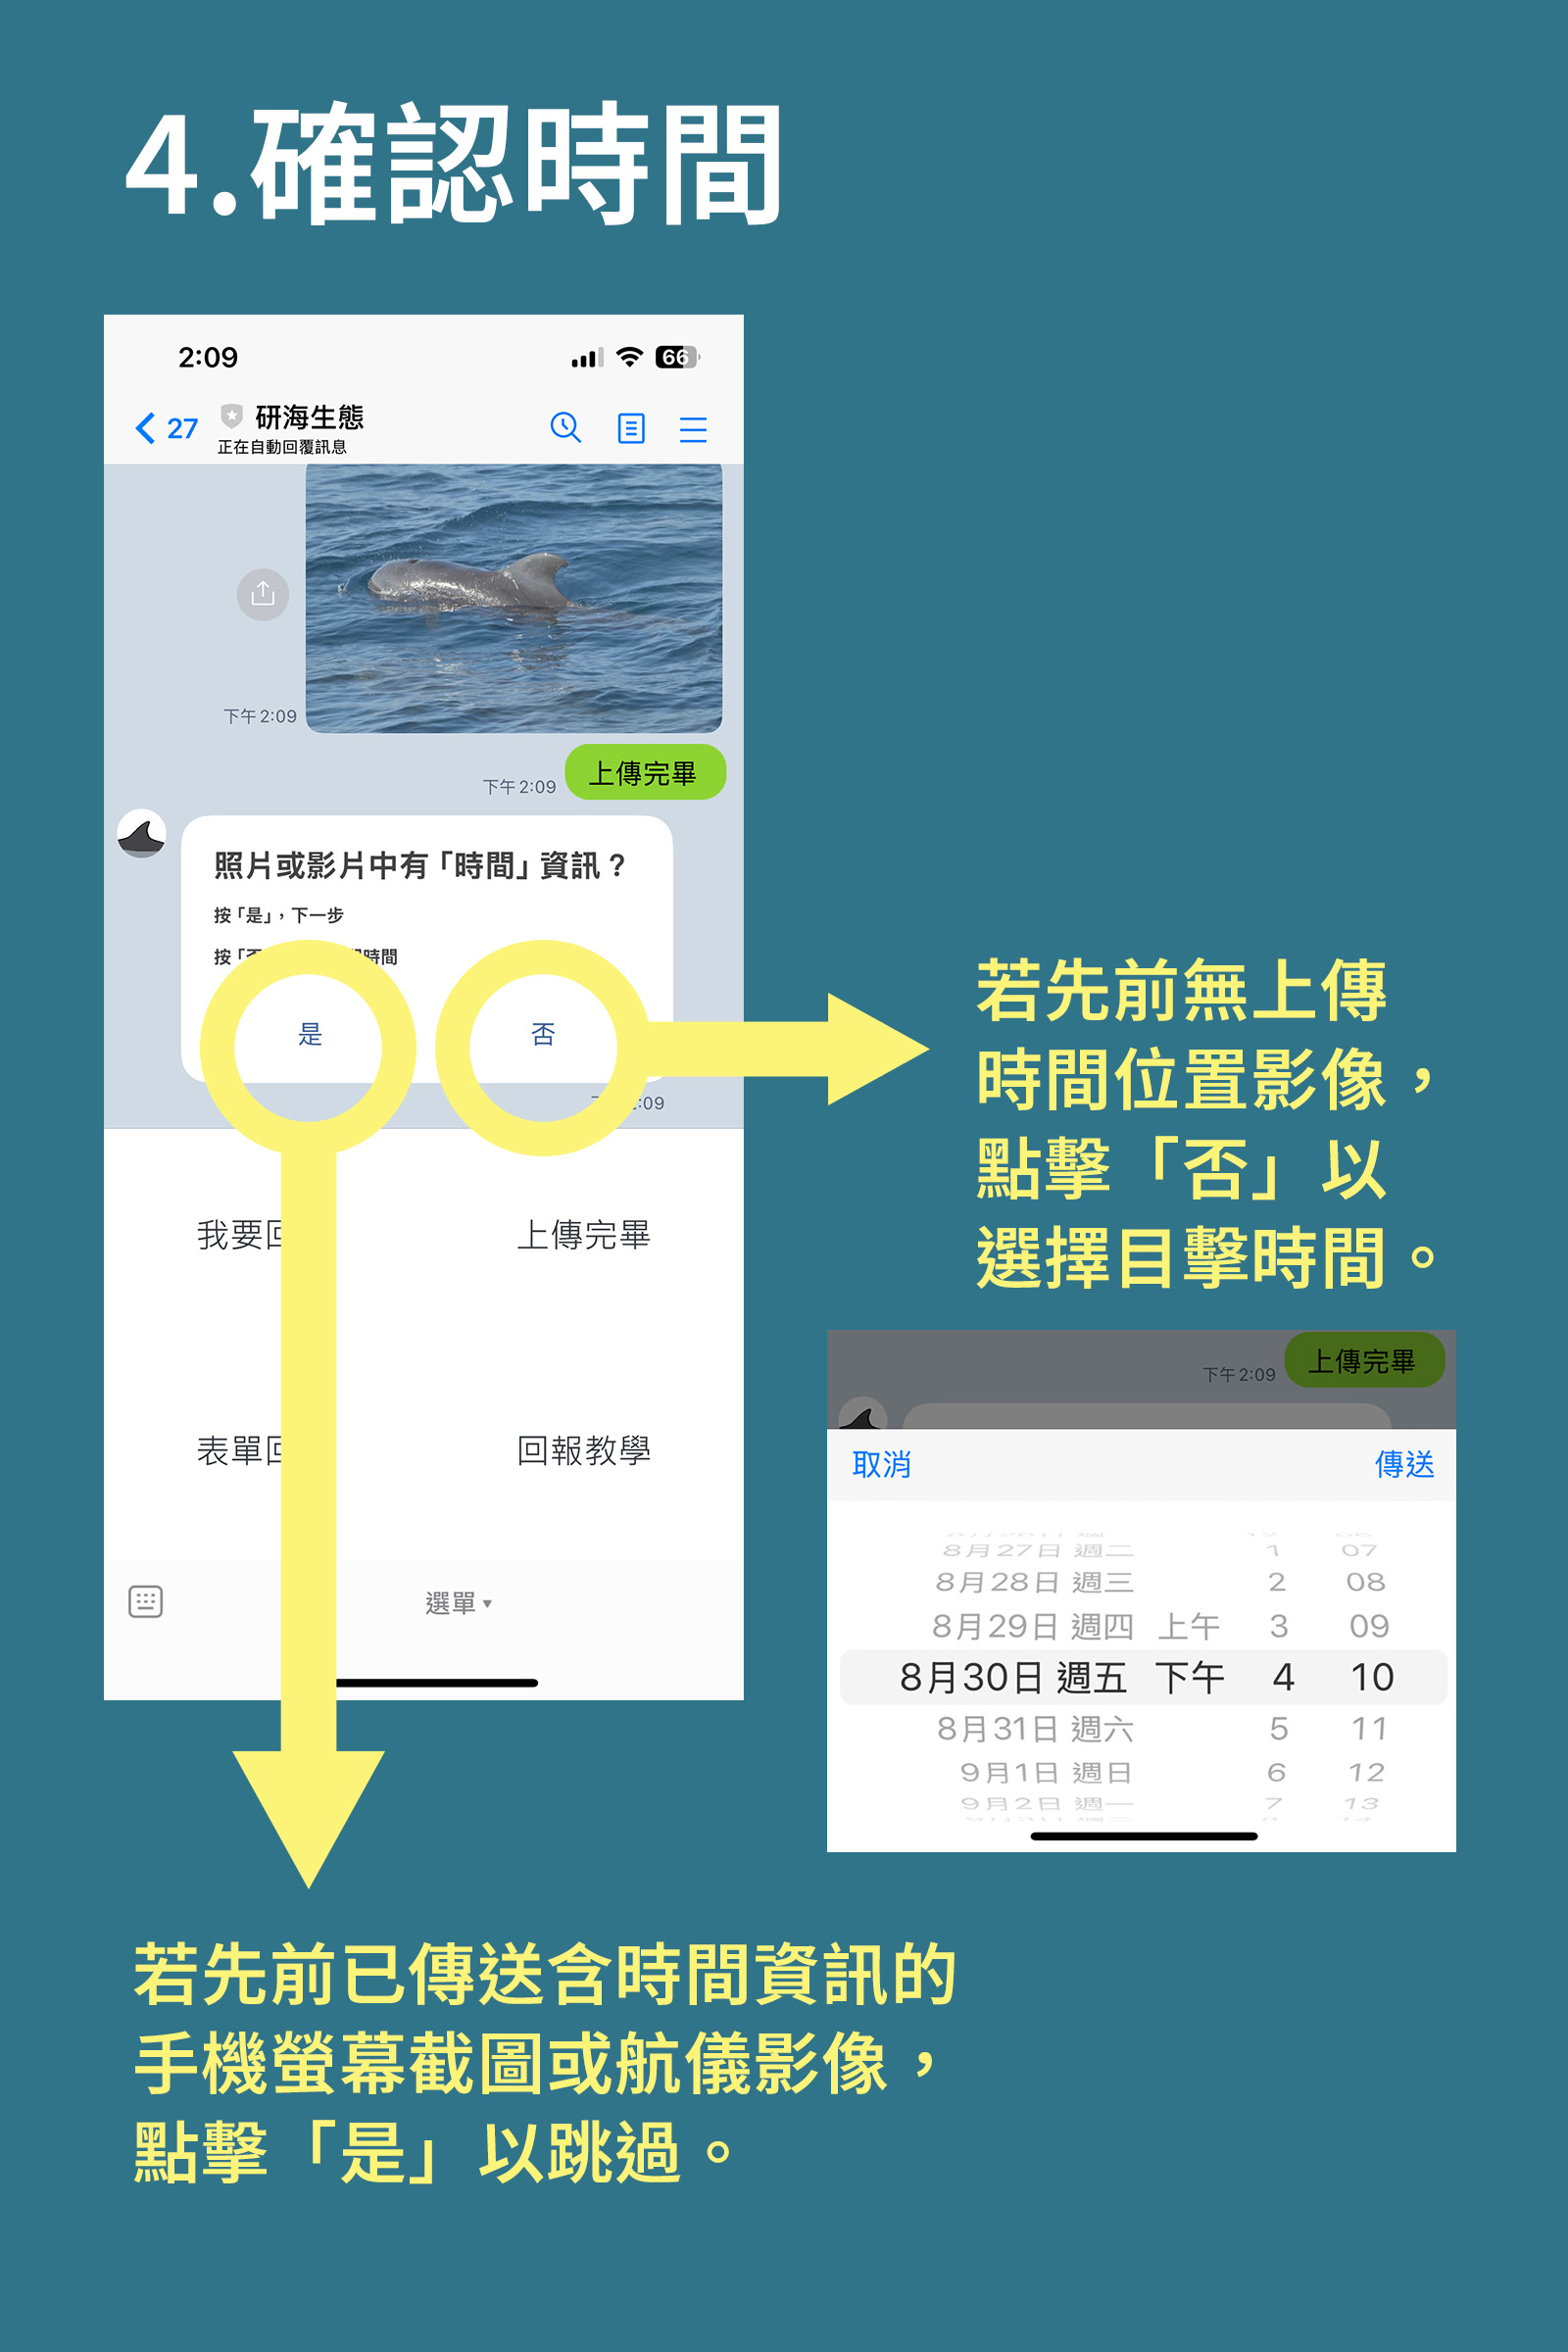 4.確認時間
2:09
66
27
研海生態
正在自動回覆訊息
下午 2:09
上傳完畢
下午 2:09
照片或影片中有「時間」資訊？
按「是」，下一步
按「 時間
是
否
:09
我要
上傳完畢
表單
回報教學
選單 ▾
若先前無上傳
時間位置影像，
點擊「否」以
選擇目擊時間。
上傳完畢
下午 2:09
取消
傳送
8月27日 週二 1 07
8月28日 週三 2 08
8月29日 週四 上午 3 09
8月30日 週五 下午 4 10
8月31日 週六 5 11
9月1日 週日 6 12
9月2日 週一 7 13
若先前已傳送含時間資訊的
手機螢幕截圖或航儀影像，
點擊「是」以跳過。